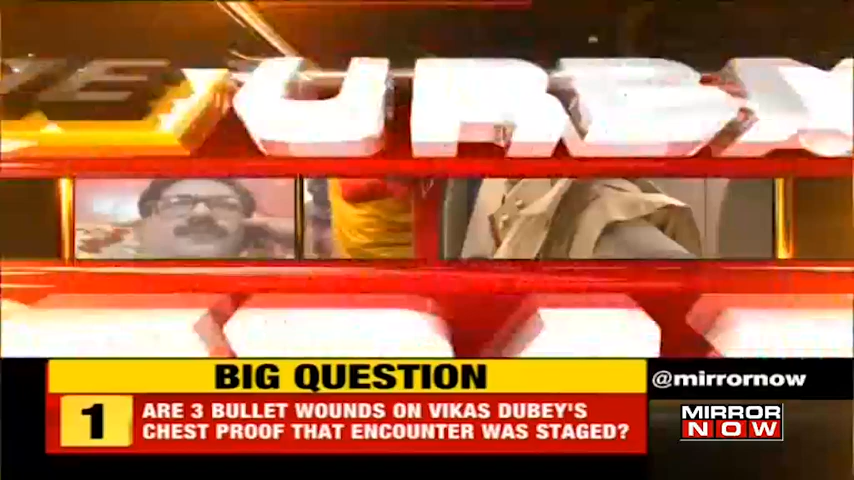 URBA
BIG QUESTION
@mirrornow
1
ARE 3 BULLET WOUNDS ON VIKAS DUBEY'S
CHEST PROOF THAT ENCOUNTER WAS STAGED?
MIRROR
NOW